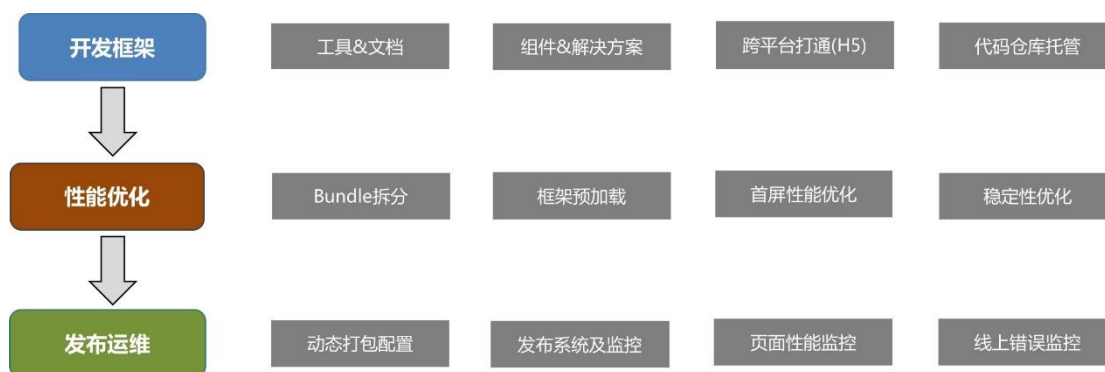 开发框架
工具&文档
组件&解决方案
跨平台打通(H5)
代码仓库托管
性能优化
Bundle拆分
框架预加载
首屏性能优化
稳定性优化
发布运维
动态打包配置
发布系统及监控
页面性能监控
线上错误监控